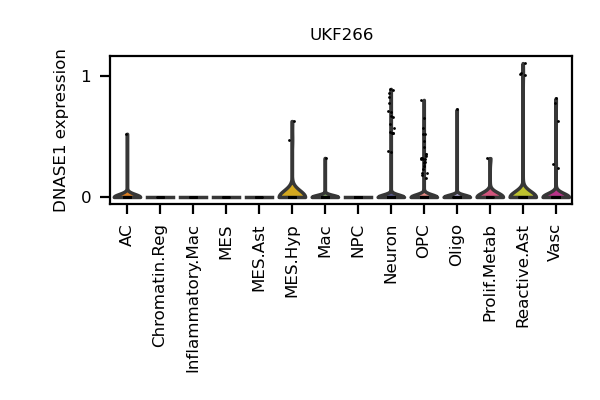 UKF266
DNASE1 expression
1
0
AC
Chromatin.Reg
Inflammatory.Mac
MES
MES.Ast
MES.Hyp
Mac
NPC
Neuron
OPC
Oligo
Prolif.Metab
Reactive.Ast
Vasc